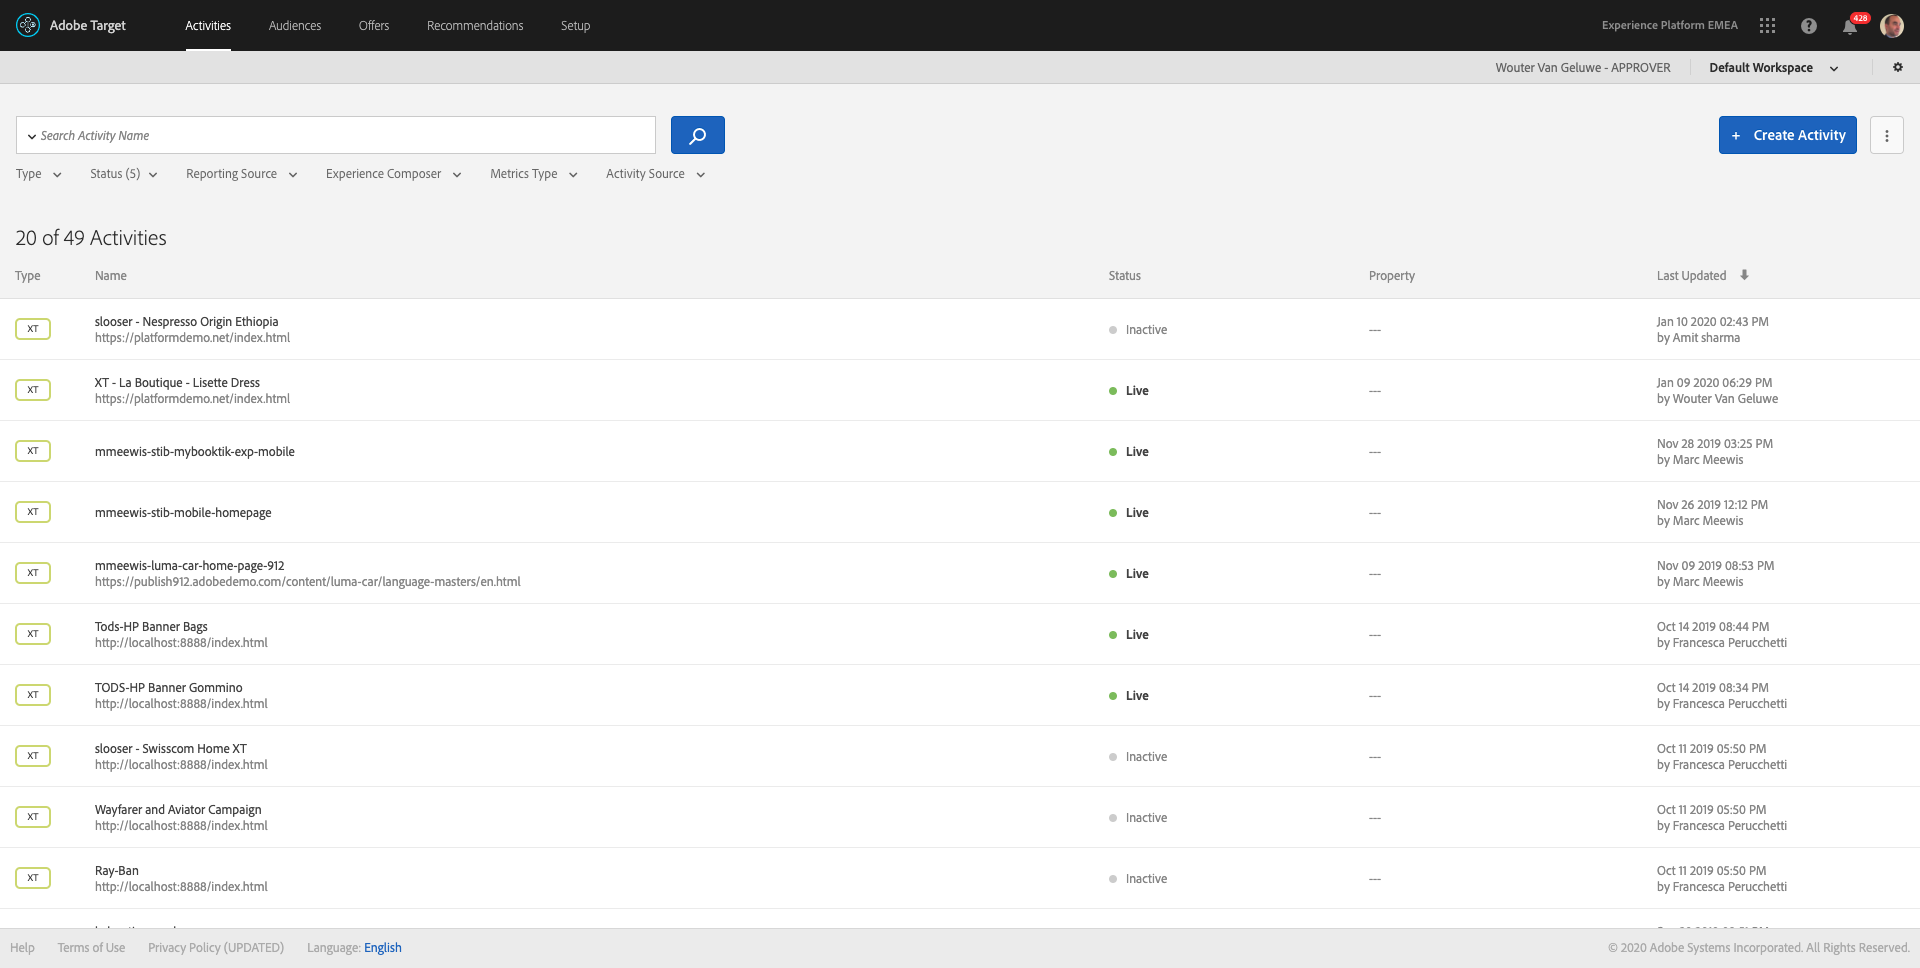 Adobe Target Activities Audiences Offers Recommendations Setup Experience Platform EMEA 428
Wouter Van Geluwe - APPROVER Default Workspace
Search Activity Name + Create Activity
Type Status (5) Reporting Source Experience Composer Metrics Type Activity Source
20 of 49 Activities
Type Name Status Property Last Updated
slooser - Nespresso Origin Ethiopia Jan 10 2020 02:43 PM
XT Inactive ---
https://platformdemo.net/index.html by Amit sharma
XT - La Boutique - Lisette Dress Jan 09 2020 06:29 PM
XT Live ---
https://platformdemo.net/index.html by Wouter Van Geluwe
Nov 28 2019 03:25 PM
XT mmeewis-stib-mybooktik-exp-mobile Live ---
by Marc Meewis
Nov 26 2019 12:12 PM
XT mmeewis-stib-mobile-homepage Live ---
by Marc Meewis
mmeewis-luma-car-home-page-912 Nov 09 2019 08:53 PM
XT Live ---
https://publish912.adobedemo.com/content/luma-car/language-masters/en.html by Marc Meewis
Tods-HP Banner Bags Oct 14 2019 08:44 PM
XT Live ---
http://localhost:8888/index.html by Francesca Perucchetti
TODS-HP Banner Gommino Oct 14 2019 08:34 PM
XT Live ---
http://localhost:8888/index.html by Francesca Perucchetti
slooser - Swisscom Home XT Oct 11 2019 05:50 PM
XT Inactive ---
http://localhost:8888/index.html by Francesca Perucchetti
Wayfarer and Aviator Campaign Oct 11 2019 05:50 PM
XT Inactive ---
http://localhost:8888/index.html by Francesca Perucchetti
Ray-Ban Oct 11 2019 05:50 PM
XT Inactive ---
http://localhost:8888/index.html by Francesca Perucchetti
Help Terms of Use Privacy Policy (UPDATED) Language: English © 2020 Adobe Systems Incorporated. All Rights Reserved.